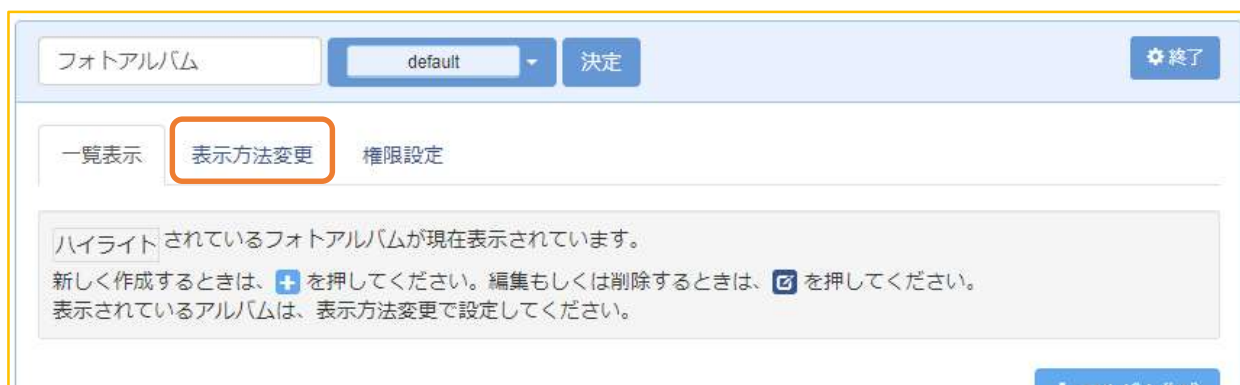 フォトアルバム default 決定 終了
一覧表示 表示方法変更 権限設定
ハイライト されているフォトアルバムが現在表示されています。
新しく作成するときは、 を押してください。編集もしくは削除するときは、 を押してください。
表示されているアルバムは、表示方法変更で設定してください。